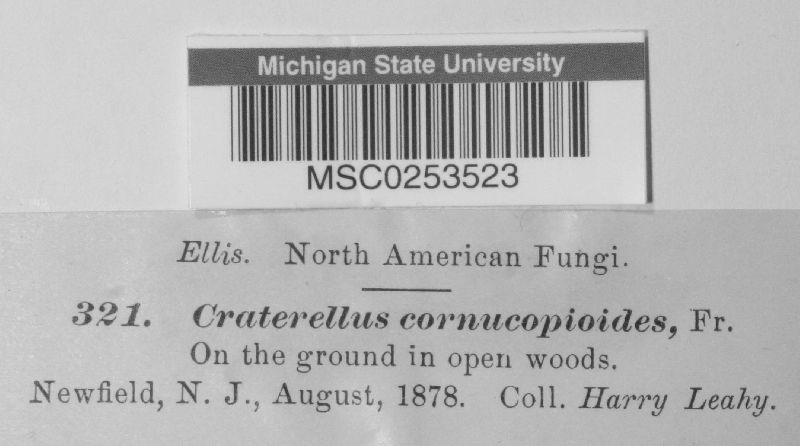 Michigan State University
MSC0253523
Ellis. North American Fungi.
321. Craterellus cornucopioides, Fr.
On the ground in open woods.
Newfield, N. J., August, 1878. Coll. Harry Leahy.